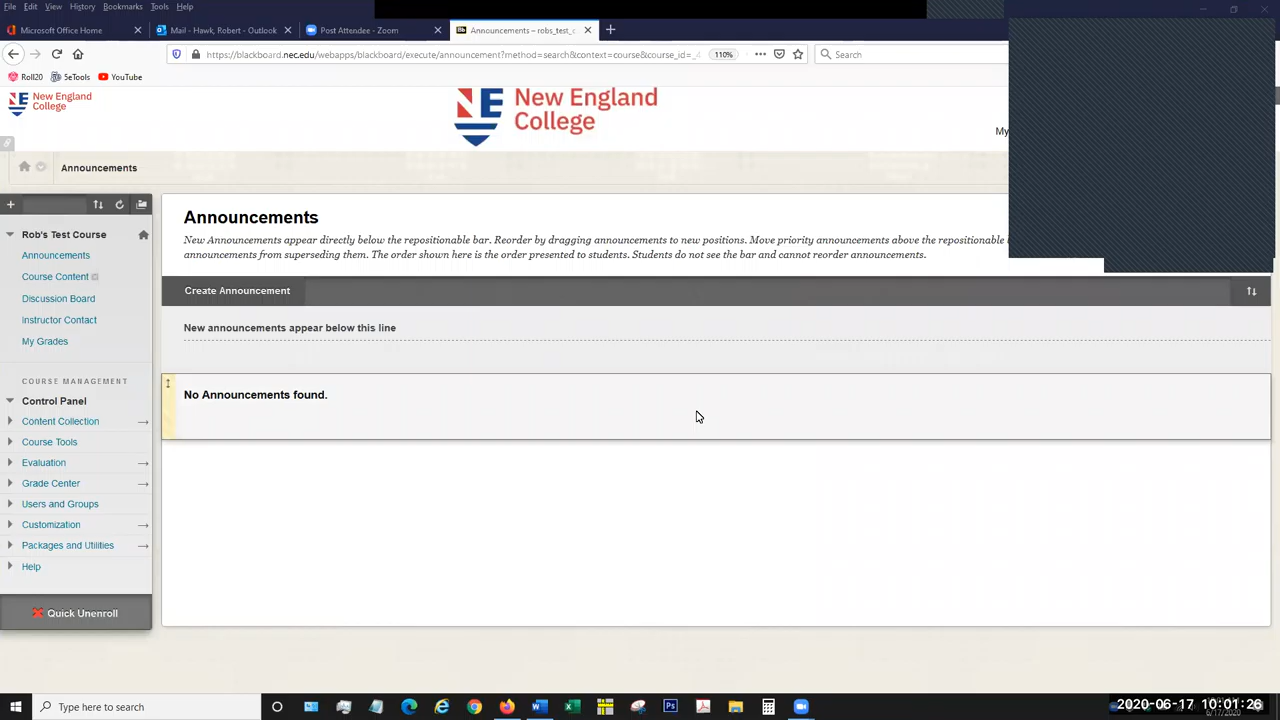 File Edit View History Bookmarks Tools Help
Microsoft Office Home
Mail - Hawk, Robert - Outlook
Post Attendee - Zoom
Announcements – robs_test_c
https://blackboard.nec.edu/webapps/blackboard/execute/announcement?method=search&context=course&course_id=_4
110%
Search
Roll20 5eTools YouTube
NE New England
College
NE New England
College
My
Announcements
Rob's Test Course
Announcements
Course Content
Discussion Board
Instructor Contact
My Grades
COURSE MANAGEMENT
Control Panel
Content Collection
Course Tools
Evaluation
Grade Center
Users and Groups
Customization
Packages and Utilities
Help
Quick Unenroll
Announcements
New Announcements appear directly below the repositionable bar. Reorder by dragging announcements to new positions. Move priority announcements above the repositionable
announcements from superseding them. The order shown here is the order presented to students. Students do not see the bar and cannot reorder announcements.
Create Announcement
New announcements appear below this line
No Announcements found.
Type here to search
2020-06-17 10:01:26
6/17/2020